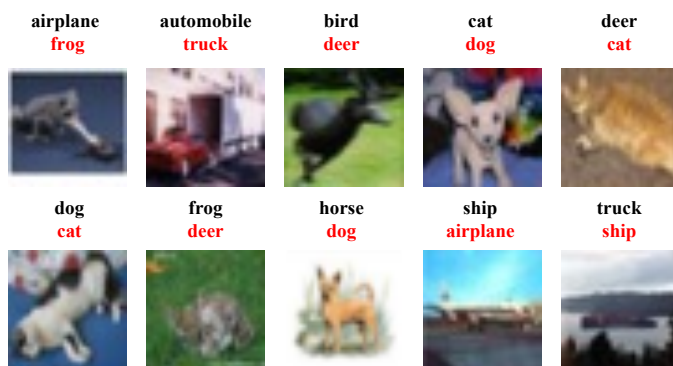 airplane automobile bird cat deer
frog truck deer dog cat
dog frog horse ship truck
cat deer dog airplane ship